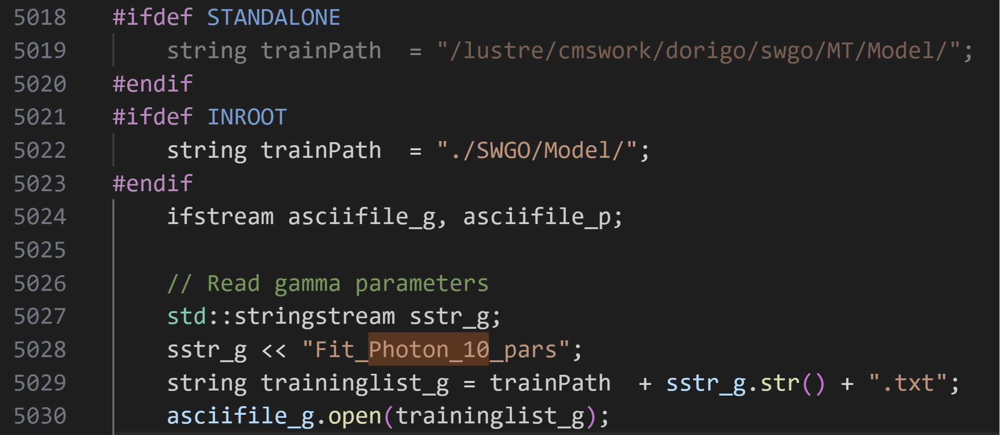 5018 #ifdef STANDALONE
5019 string trainPath = "/lustre/cmswork/dorigo/swgo/MT/Model/";
5020 #endif
5021 #ifdef INROOT
5022 string trainPath = "./SWGO/Model/";
5023 #endif
5024 ifstream asciifile_g, asciifile_p;
5025
5026 // Read gamma parameters
5027 std::stringstream sstr_g;
5028 sstr_g << "Fit_Photon_10_pars";
5029 string traininglist_g = trainPath + sstr_g.str() + ".txt";
5030 asciifile_g.open(traininglist_g);